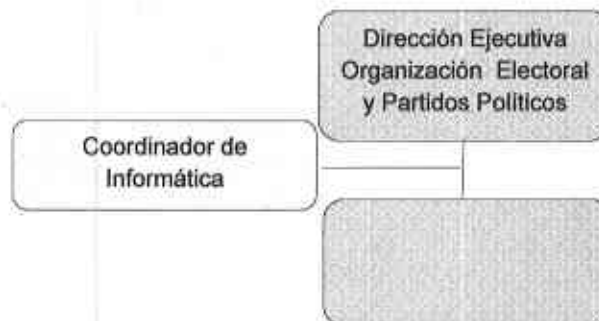 Dirección Ejecutiva
Organización Electoral
y Partidos Políticos
Coordinador de
Informática